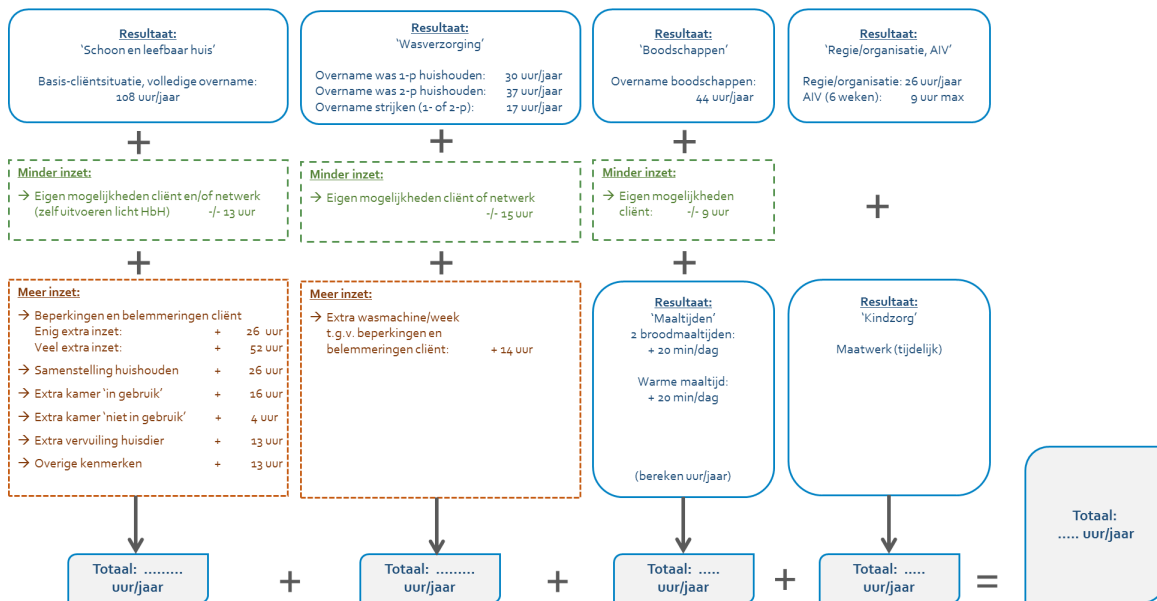 Resultaat:
'Schoon en leefbaar huis'
Basis-cliëntsituatie, volledige overname:
108 uur/jaar
Resultaat:
'Wasverzorging'
Overname was 1-p huishouden: 30 uur/jaar
Overname was 2-p huishouden: 37 uur/jaar
Overname strijken (1- of 2-p): 17 uur/jaar
Resultaat:
'Boodschappen'
Overname boodschappen:
44 uur/jaar
Resultaat:
'Regie/organisatie, AIV'
Regie/organisatie: 26 uur/jaar
AIV (6 weken): 9 uur max
+
+
+
Minder inzet:
→ Eigen mogelijkheden cliënt en/of netwerk
(zelf uitvoeren licht HbH) -/- 13 uur
Minder inzet:
→ Eigen mogelijkheden cliënt of netwerk
-/- 15 uur
Minder inzet:
→ Eigen mogelijkheden
cliënt: -/- 9 uur
+
+
+
+
Meer inzet:
→ Beperkingen en belemmeringen cliënt
Enig extra inzet: + 26 uur
Veel extra inzet: + 52 uur
→ Samenstelling huishouden + 26 uur
→ Extra kamer 'in gebruik' + 16 uur
→ Extra kamer 'niet in gebruik' + 4 uur
→ Extra vervuiling huisdier + 13 uur
→ Overige kenmerken + 13 uur
Meer inzet:
→ Extra wasmachine/week
t.g.v. beperkingen en
belemmeringen cliënt: + 14 uur
Resultaat:
'Maaltijden'
2 broodmaaltijden:
+ 20 min/dag
Warme maaltijd:
+ 20 min/dag
(bereken uur/jaar)
Resultaat:
'Kindzorg'
Maatwerk (tijdelijk)
Totaal: .........
uur/jaar
+
Totaal: .........
uur/jaar
+
Totaal: .....
uur/jaar
+
Totaal: .....
uur/jaar
=
Totaal:
..... uur/jaar